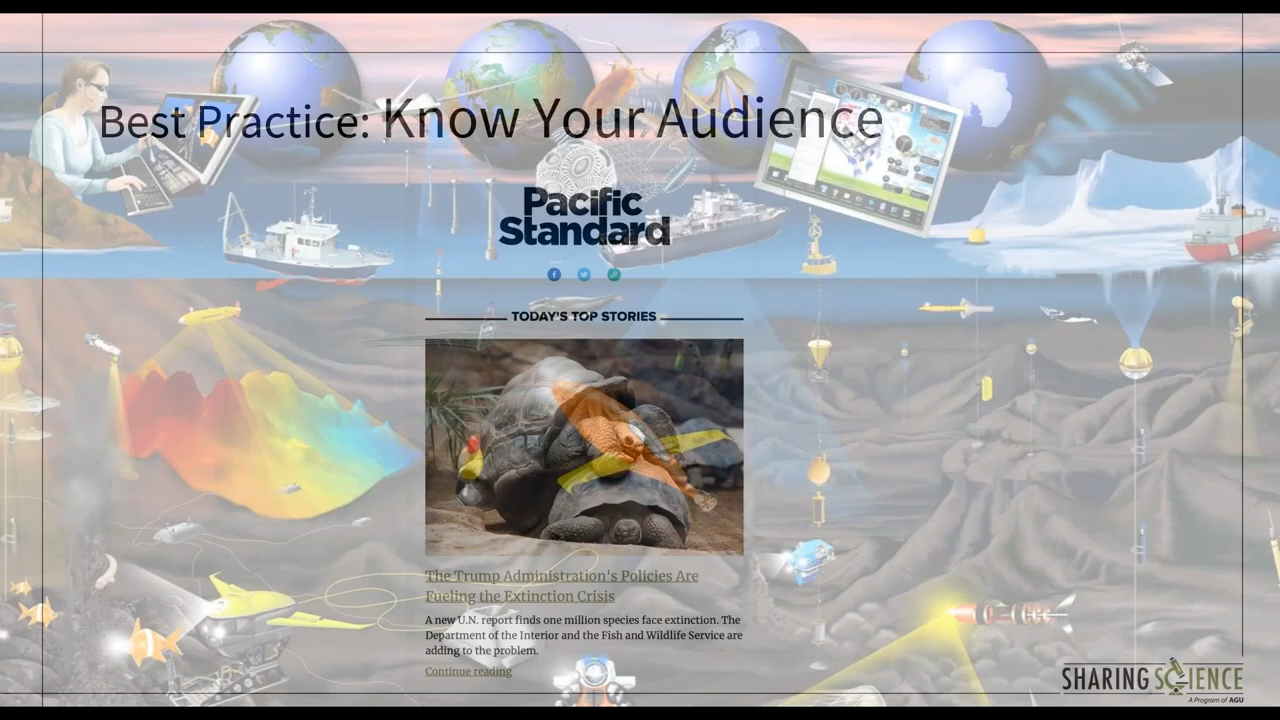 Best Practice: Know Your Audience
Pacific
Standard
TODAY'S TOP STORIES
The Trump Administration's Policies Are
Fueling the Extinction Crisis
A new U.N. report finds one million species face extinction. The
Department of the Interior and the Fish and Wildlife Service are
adding to the problem.
Continue reading
SHARING SCIENCE
A Program of AGU